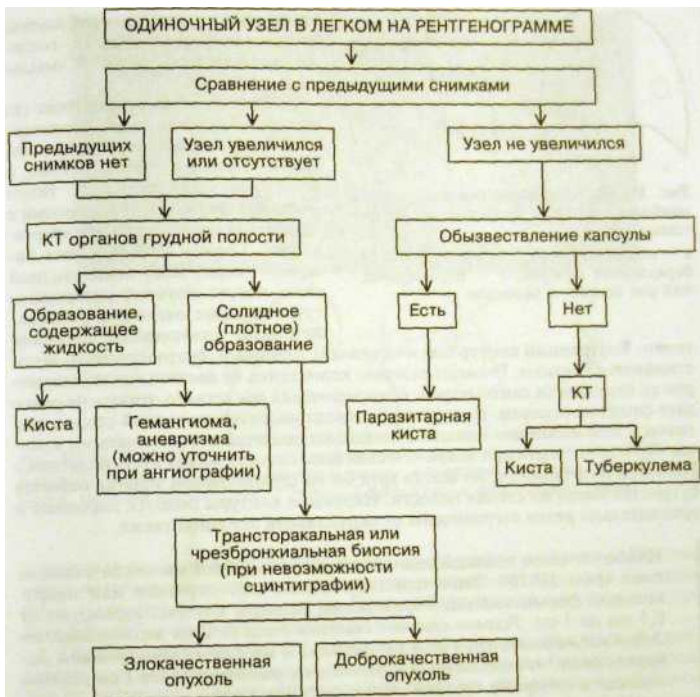 ОДИНОЧНЫЙ УЗЕЛ В ЛЕГКОМ НА РЕНТГЕНОГРАММЕ
Сравнение с предыдущими снимками
Предыдущих
снимков нет
Узел увеличился
или отсутствует
Узел не увеличился
КТ органов грудной полости
Обызвествление капсулы
Образование,
содержащее
жидкость
Солидное
(плотное)
образование
Есть
Нет
Киста
Гемангиома,
аневризма
(можно уточнить
при ангиографии)
Паразитарная
киста
КТ
Киста
Туберкулема
Трансторакальная или
чрезбронхиальная биопсия
(при невозможности
сцинтиграфии)
Злокачественная
опухоль
Доброкачественная
опухоль